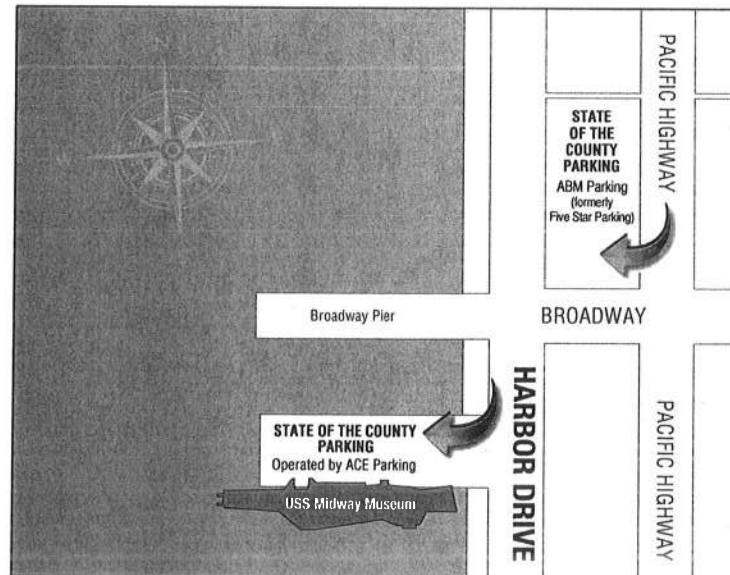 N
W
E
S
PACIFIC HIGHWAY
STATE
OF THE
COUNTY
PARKING
ABM Parking
(formerly
Five Star Parking)
Broadway Pier
BROADWAY
HARBOR DRIVE
STATE OF THE COUNTY
PARKING
Operated by ACE Parking
USS Midway Museum
PACIFIC HIGHWAY